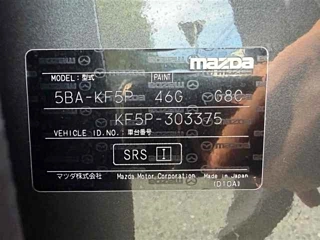 mazda
MODEL:型式 PAINT
5BA-KF5P 46G G8C
KF5P-303375
VEHICLE ID.NO.:車台番号
SRS I
マツダ株式会社 Mazda Motor Corporation Made in Japan
(D10A)